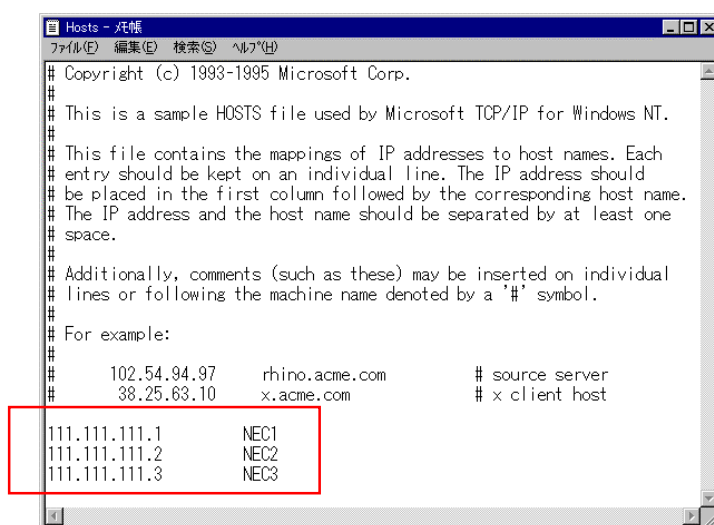 Hosts - メモ帳
ファイル(F) 編集(E) 検索(S) ヘルプ(H)
# Copyright (c) 1993-1995 Microsoft Corp.
#
# This is a sample HOSTS file used by Microsoft TCP/IP for Windows NT.
#
# This file contains the mappings of IP addresses to host names. Each
# entry should be kept on an individual line. The IP address should
# be placed in the first column followed by the corresponding host name.
# The IP address and the host name should be separated by at least one
# space.
#
# Additionally, comments (such as these) may be inserted on individual
# lines or following the machine name denoted by a '#' symbol.
#
# For example:
#
# 102.54.94.97 rhino.acme.com # source server
# 38.25.63.10 x.acme.com # x client host
111.111.111.1 NEC1
111.111.111.2 NEC2
111.111.111.3 NEC3